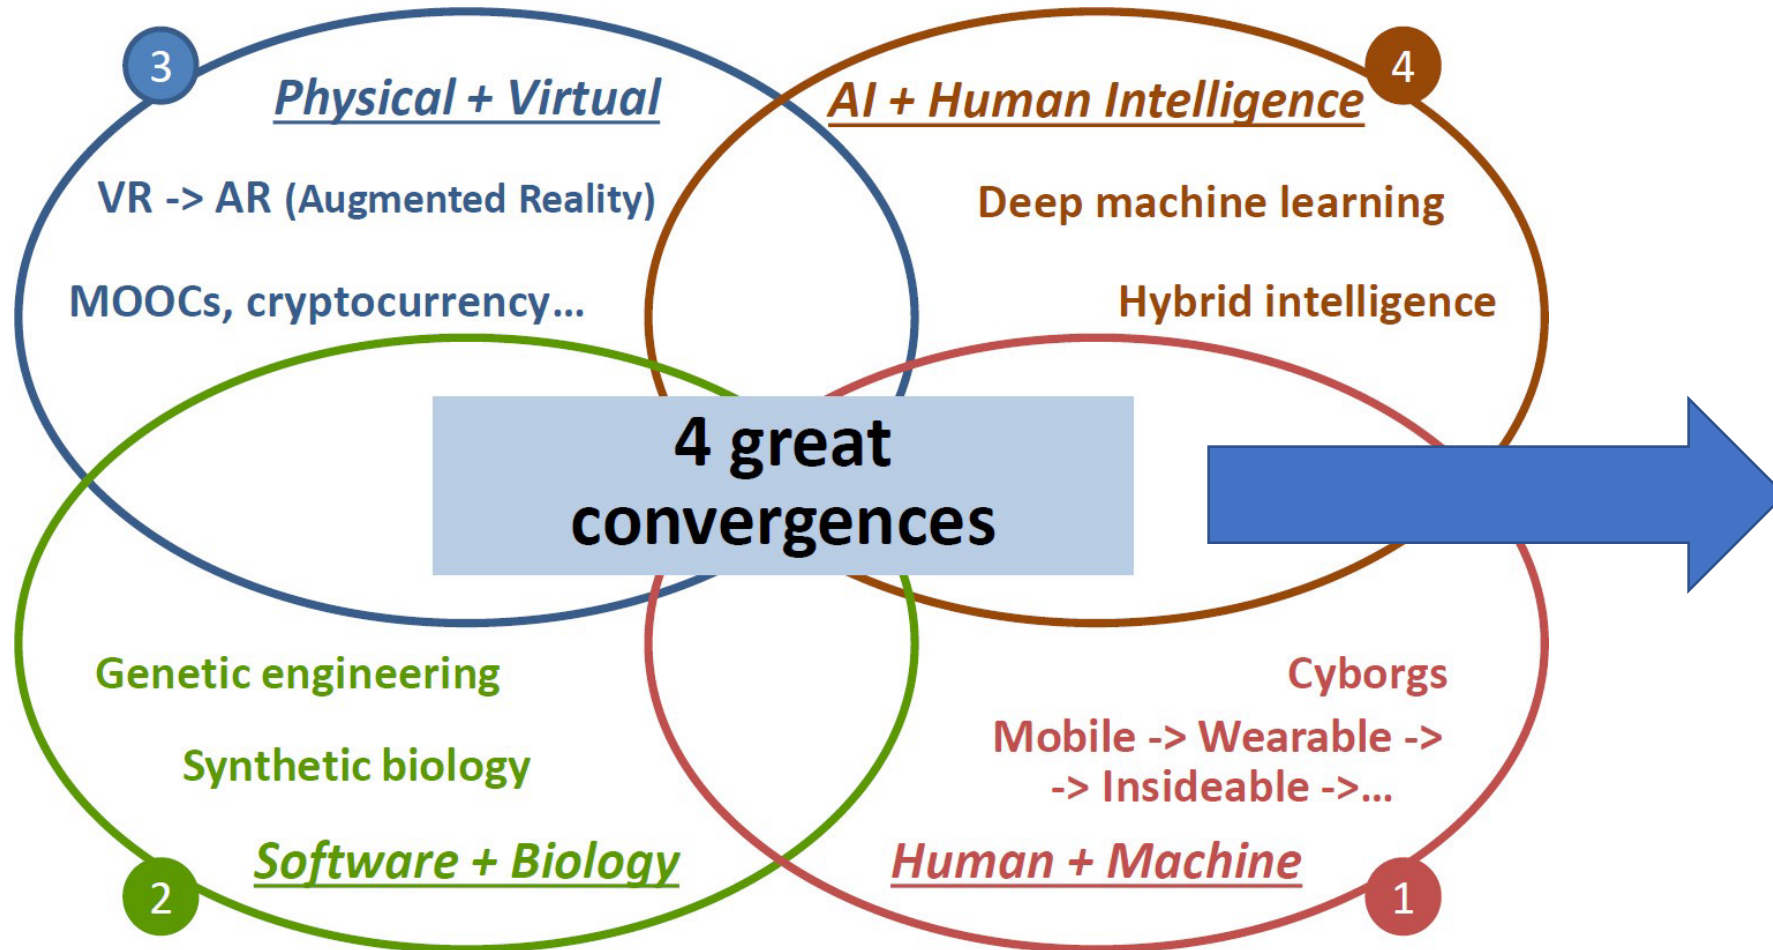 3
Physical + Virtual
VR -> AR (Augmented Reality)
MOOCs, cryptocurrency...
4
AI + Human Intelligence
Deep machine learning
Hybrid intelligence
4 great
convergences
Genetic engineering
Synthetic biology
Software + Biology
2
Cyborgs
Mobile -> Wearable ->
-> Insideable ->...
Human + Machine
1